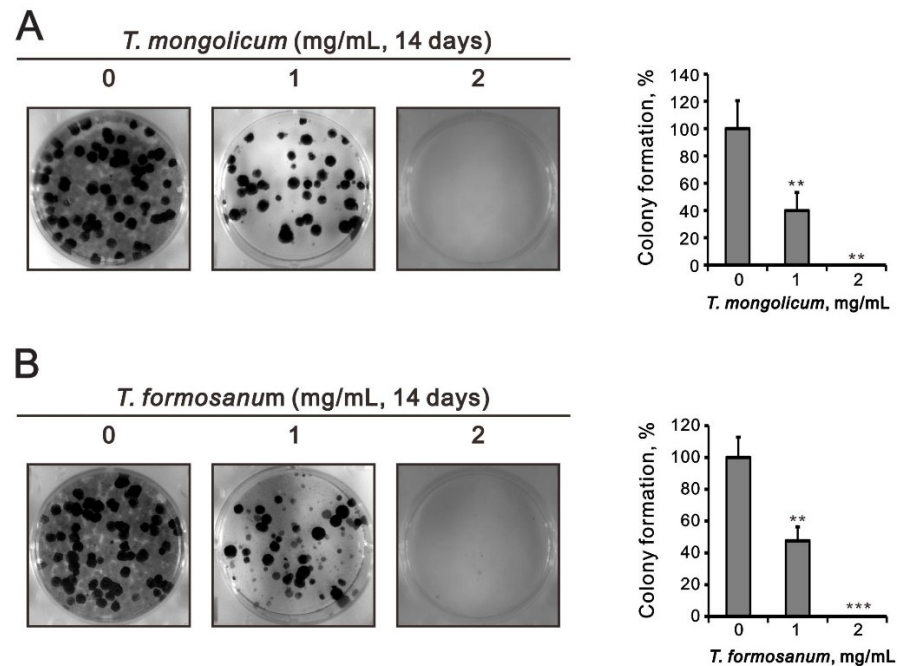 A
T. mongolicum (mg/mL, 14 days)
0 1 2
Colony formation, %
140
120
100
80
60
40
20
0
**
**
0 1 2
T. mongolicum, mg/mL
B
T. formosanum (mg/mL, 14 days)
0 1 2
Colony formation, %
120
100
80
60
40
20
0
**
***
0 1 2
T. formosanum, mg/mL